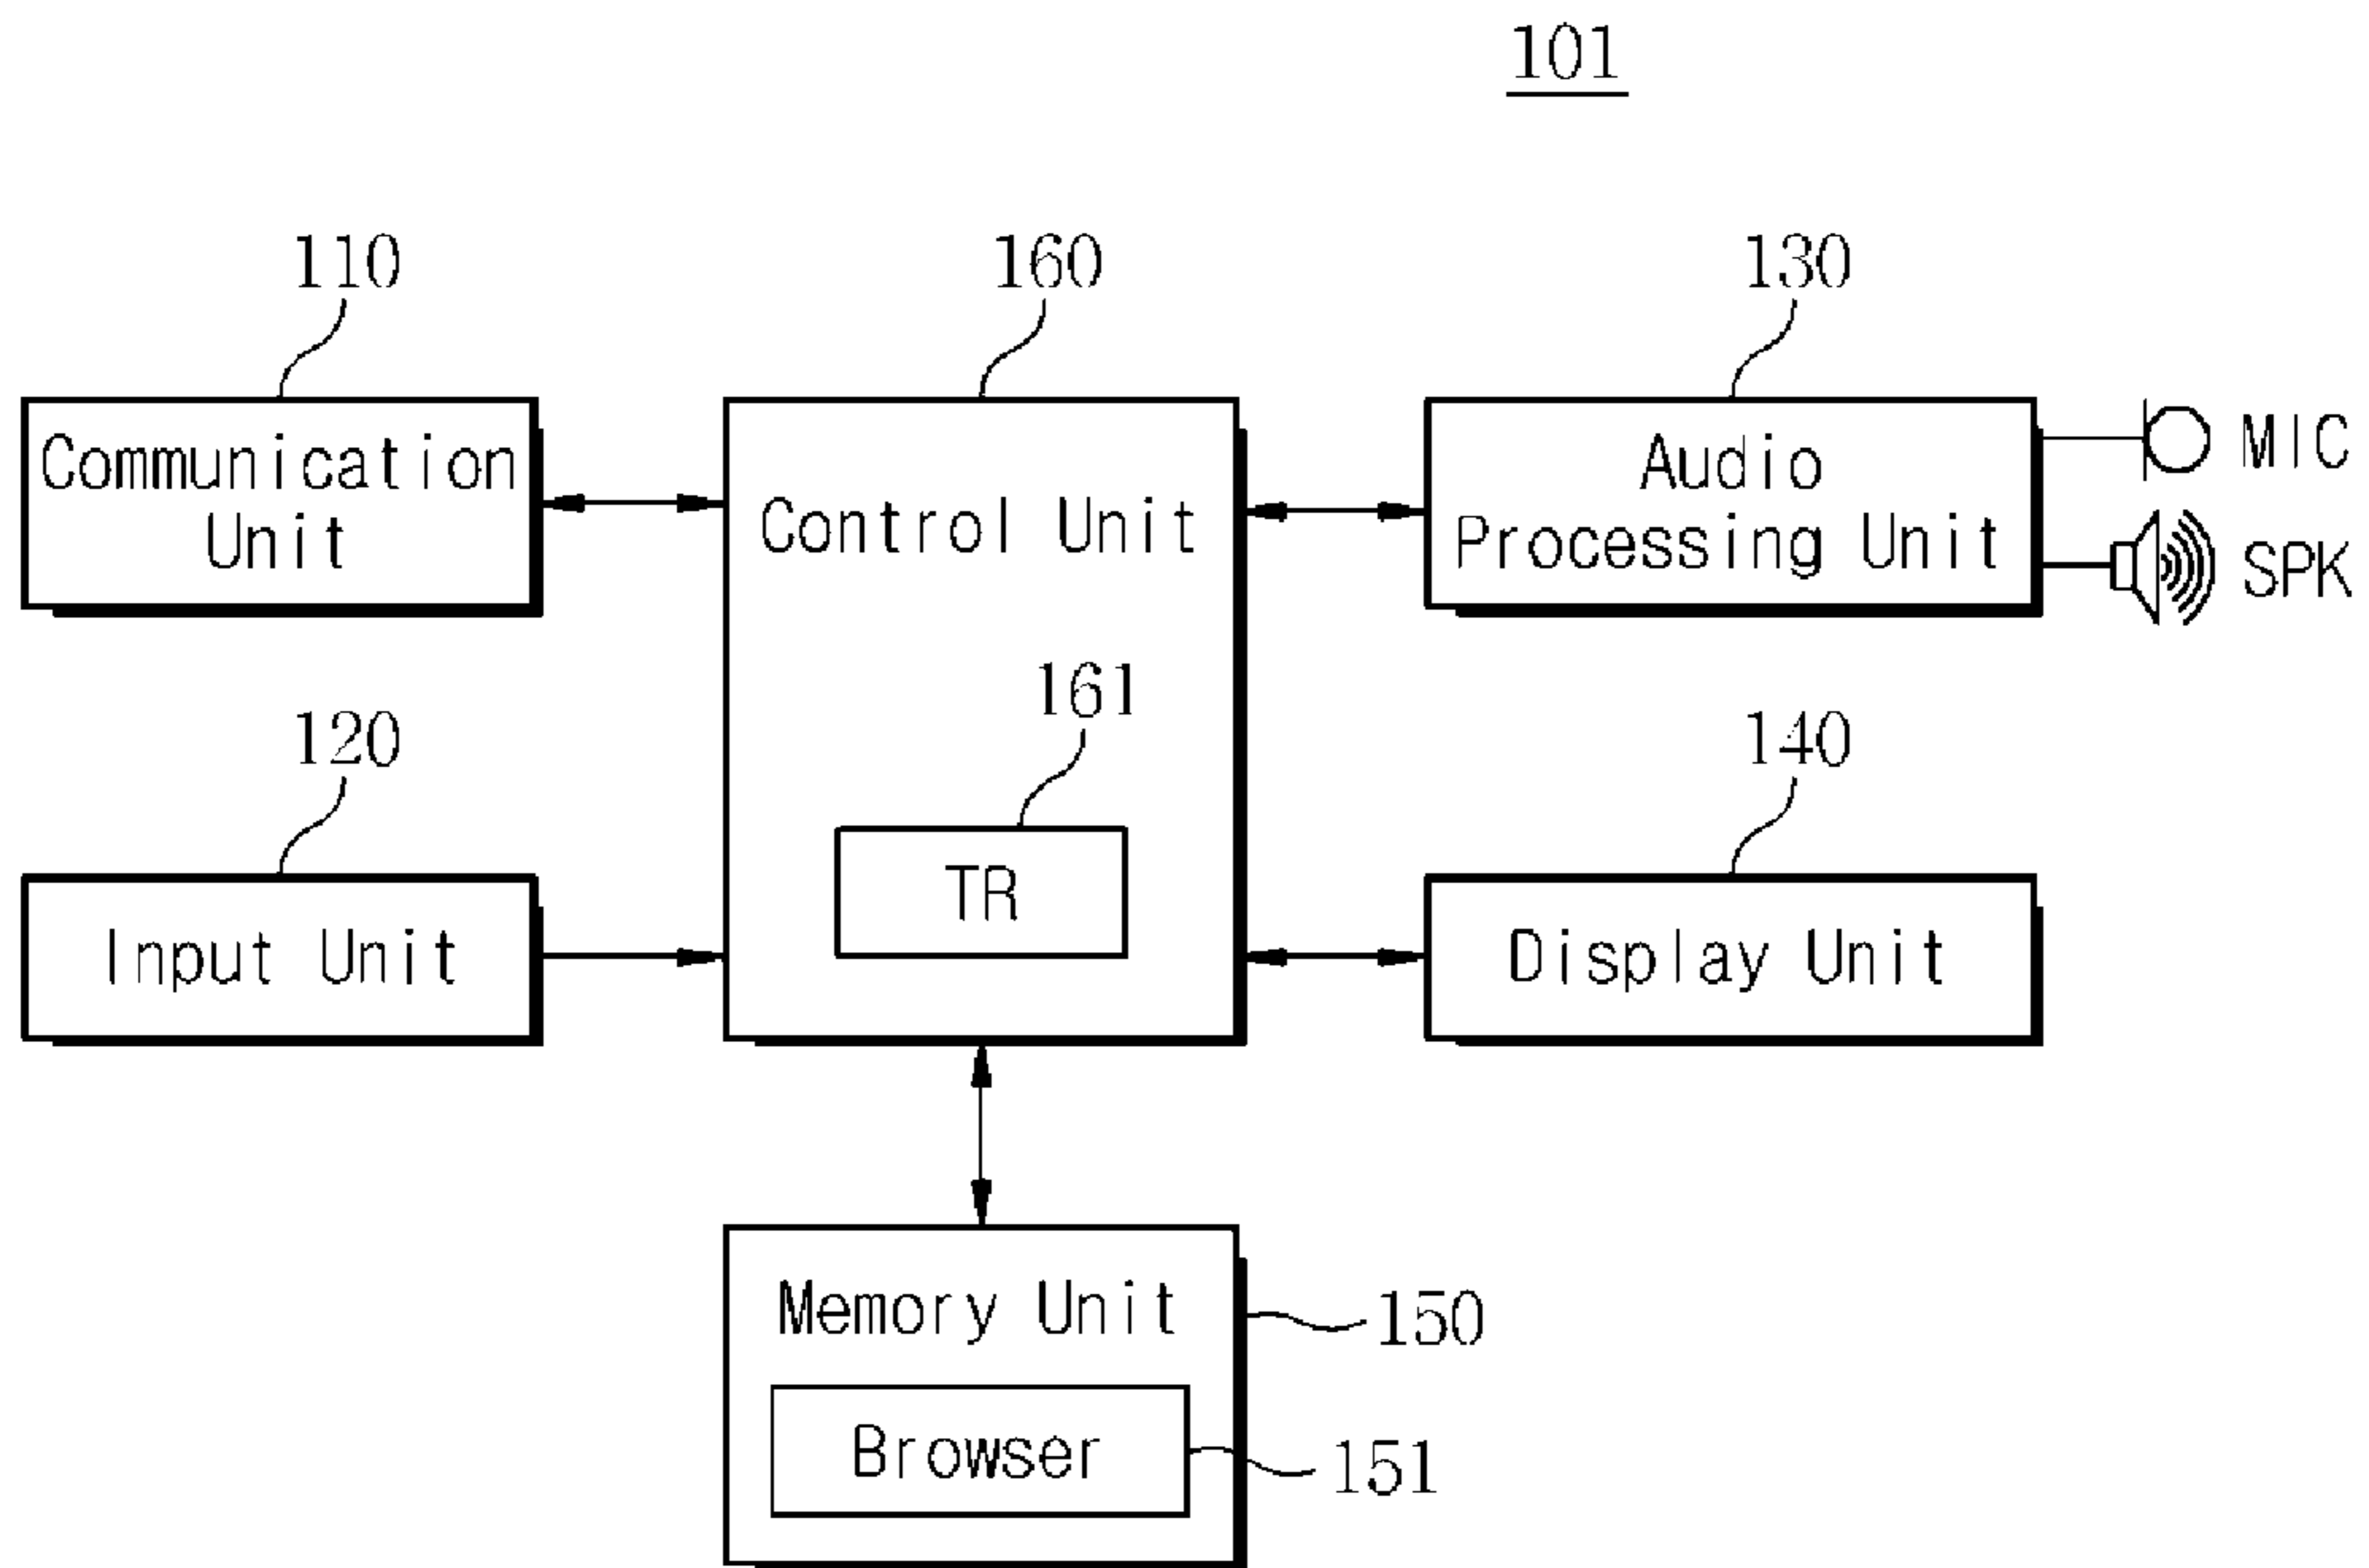 101
110
160
130
Communication
Unit
Control Unit
Audio
Processing Unit
MIC
SPK
120
161
140
Input Unit
TR
Display Unit
Memory Unit
150
Browser
151